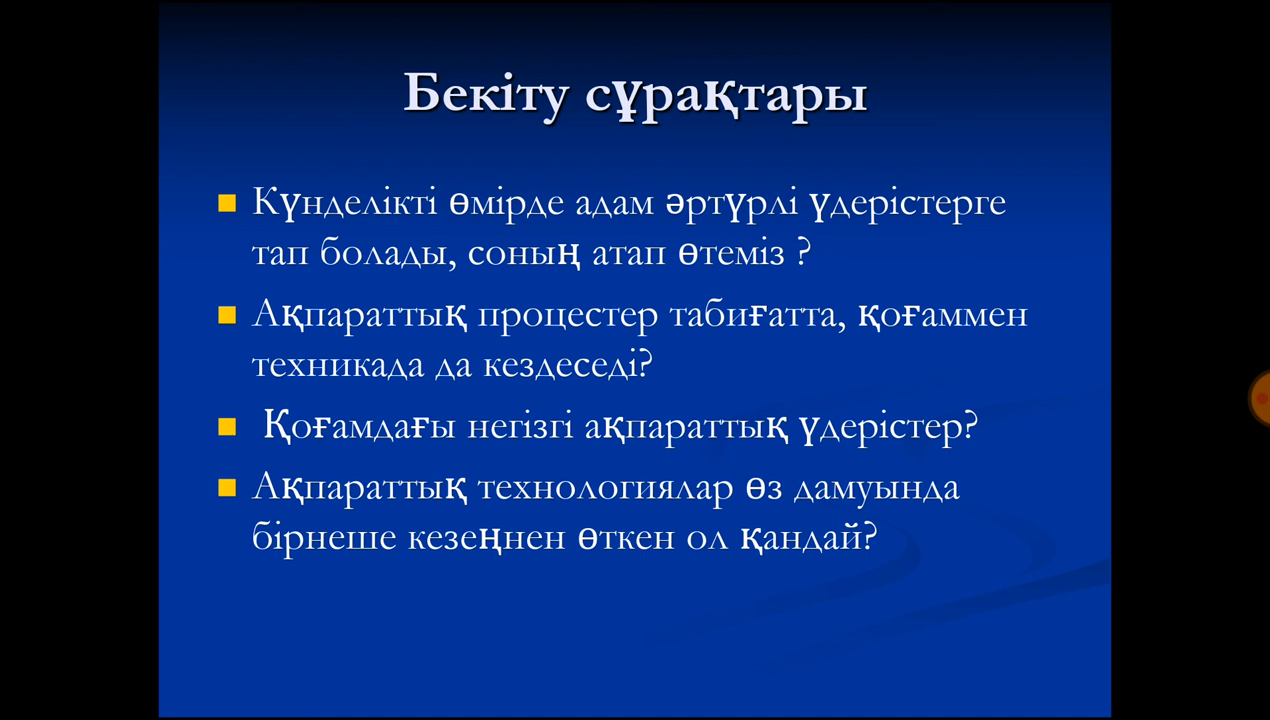 Бекіту сұрақтары
Күнделікті өмірде адам әртүрлі үдерістерге
тап болады, соның атап өтеміз ?
Ақпараттық процестер табиғатта, қоғаммен
техникада да кездеседі?
Қоғамдағы негізгі ақпараттық үдерістер?
Ақпараттық технологиялар өз дамуында
бірнеше кезеңнен өткен ол қандай?